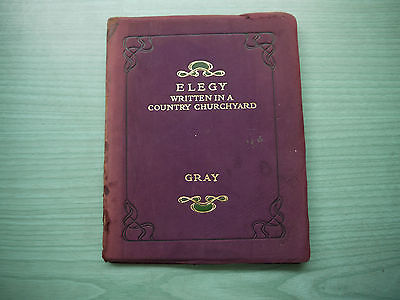 ELEGY
WRITTEN IN A
COUNTRY CHURCHYARD
GRAY